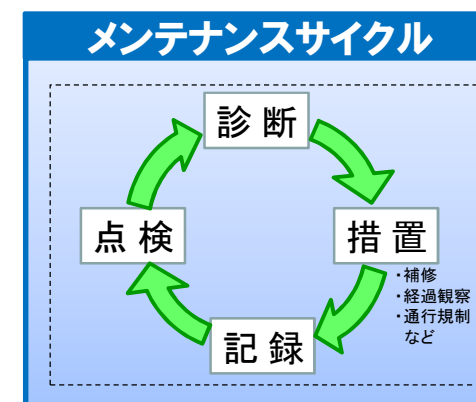 メンテナンスサイクル
診断
点検
措置
・補修
・経過観察
・通行規制
など
記録